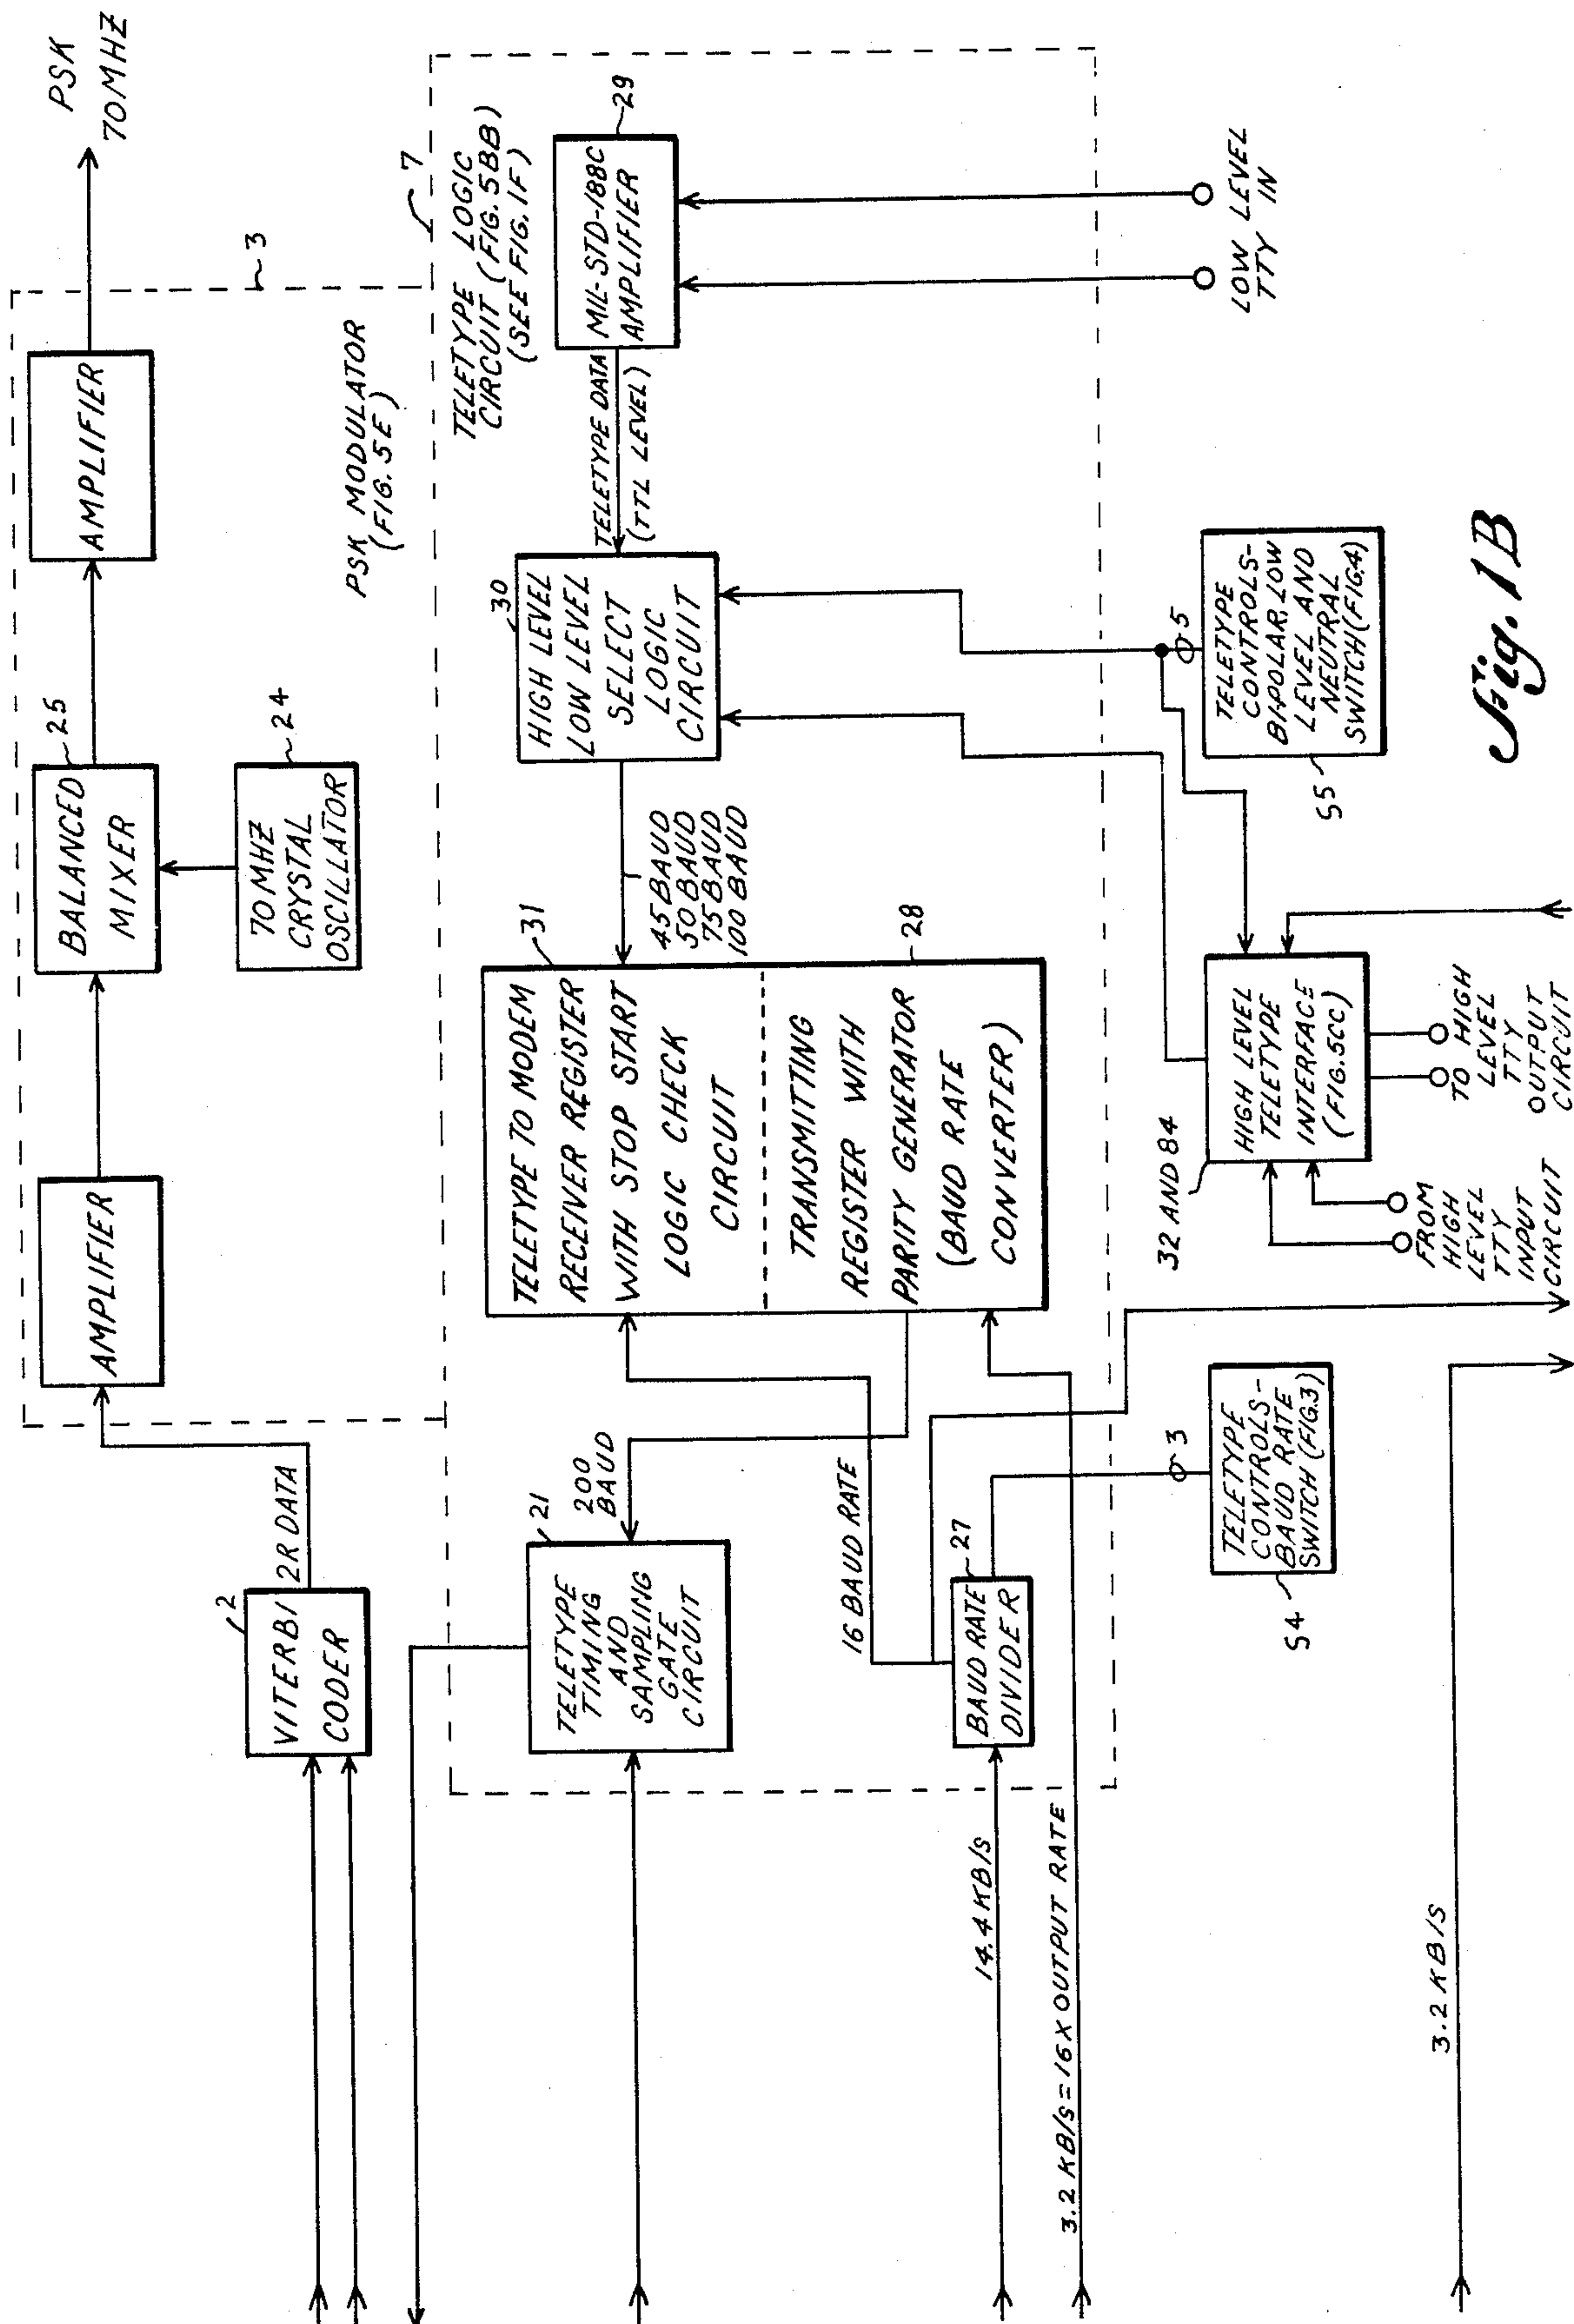 VITERBI
CODER
2
2R DATA
AMPLIFIER
BALANCED
MIXER
25
70 MHZ
CRYSTAL
OSCILLATOR
24
AMPLIFIER
PSK
70 MHZ
3
PSK MODULATOR
(FIG. 5E)
7
TELETYPE LOGIC
CIRCUIT (FIG. 5BB)
(SEE FIG. 1F)
TELETYPE
TIMING
AND
SAMPLING
GATE
CIRCUIT
21
200
BAUD
TELETYPE TO MODEM
RECEIVER REGISTER
WITH STOP START
LOGIC CHECK
CIRCUIT
31
TRANSMITTING
REGISTER WITH
PARITY GENERATOR
(BAUD RATE
CONVERTER)
28
45 BAUD
50 BAUD
75 BAUD
100 BAUD
HIGH LEVEL
LOW LEVEL
SELECT
LOGIC
CIRCUIT
30
TELETYPE DATA
(TTL LEVEL)
MIL-STD-188C
AMPLIFIER
29
16 BAUD RATE
BAUD RATE
DIVIDER
27
14.4 KB/S
3.2 KB/S = 16 X OUTPUT RATE
3.2 KB/S
3
TELETYPE
CONTROLS-
BAUD RATE
SWITCH (FIG.3)
S4
32 AND 84
HIGH LEVEL
TELETYPE
INTERFACE
(FIG.5CC)
FROM
HIGH
LEVEL
TTY
INPUT
CIRCUIT
TO HIGH
LEVEL
TTY
OUTPUT
CIRCUIT
5
TELETYPE
CONTROLS-
BIPOLAR, LOW
LEVEL AND
NEUTRAL
SWITCH (FIG.4)
S5
LOW LEVEL
TTY IN
Fig. 1B